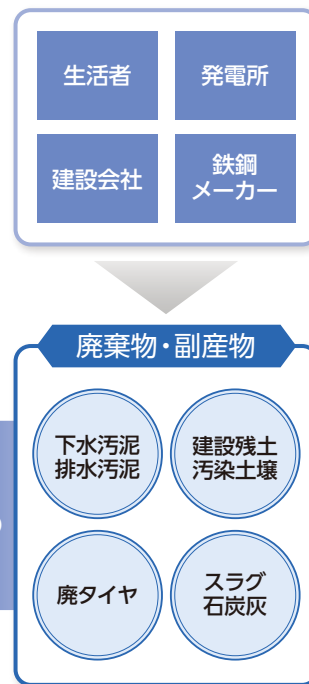 生活者
発電所
建設会社
鉄鋼
メーカー
廃棄物・副産物
下水汚泥
排水汚泥
建設残土
汚染土壌
廃タイヤ
スラグ
石炭灰